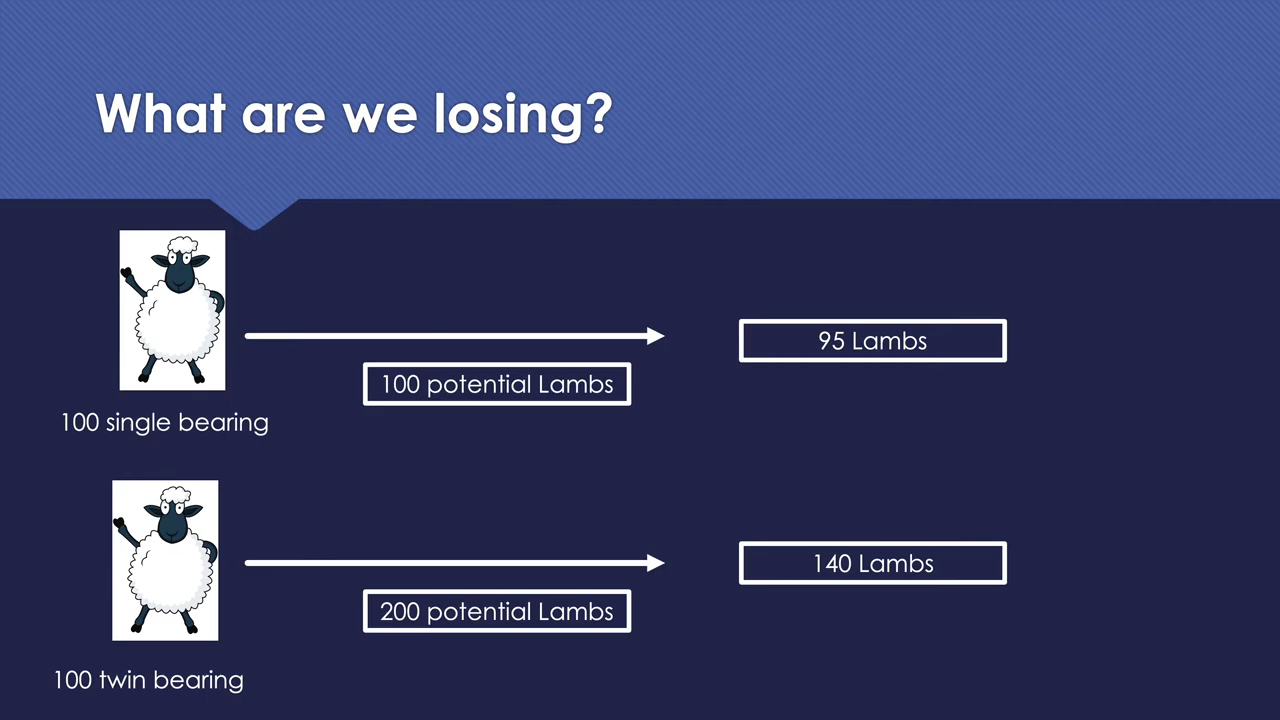 What are we losing?
95 Lambs
100 potential Lambs
100 single bearing
140 Lambs
200 potential Lambs
100 twin bearing